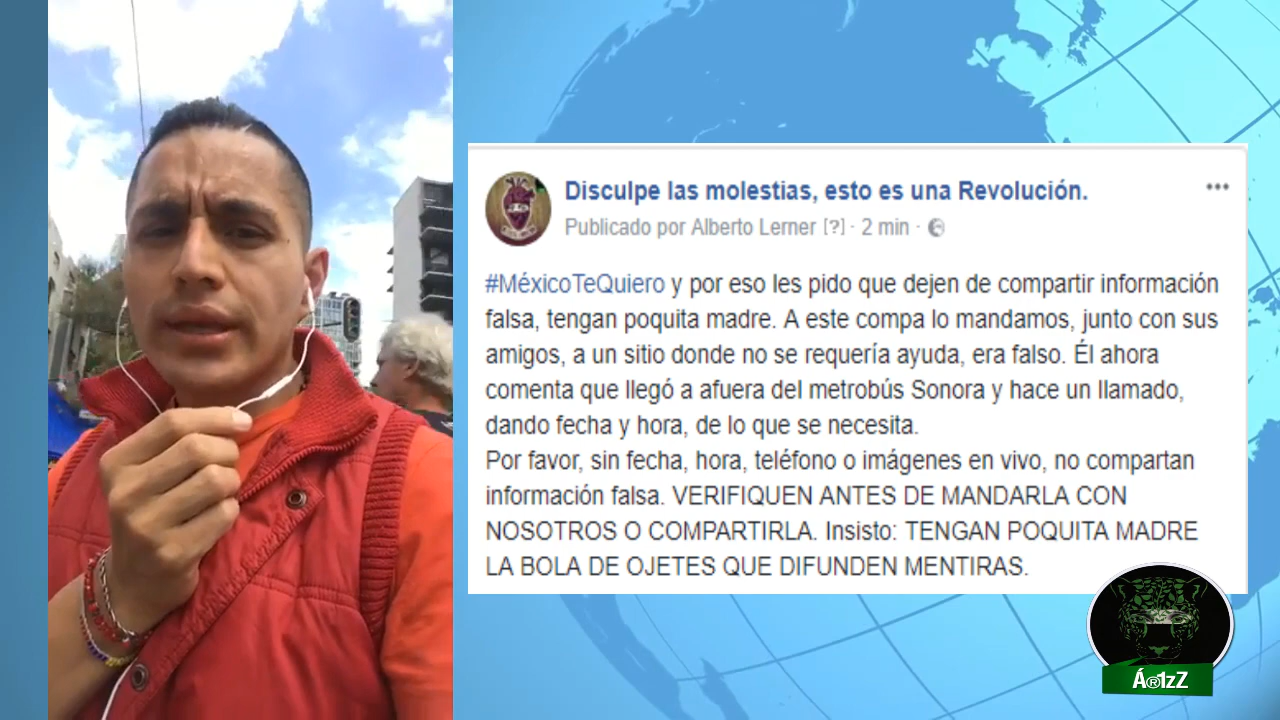 Disculpe las molestias, esto es una Revolución.
Publicado por Alberto Lerner [?] · 2 min ·
#MéxicoTeQuiero y por eso les pido que dejen de compartir información
falsa, tengan poquita madre. A este compa lo mandamos, junto con sus
amigos, a un sitio donde no se requería ayuda, era falso. Él ahora
comenta que llegó a afuera del metrobús Sonora y hace un llamado,
dando fecha y hora, de lo que se necesita.
Por favor, sin fecha, hora, teléfono o imágenes en vivo, no compartan
información falsa. VERIFIQUEN ANTES DE MANDARLA CON
NOSOTROS O COMPARTIRLA. Insisto: TENGAN POQUITA MADRE
LA BOLA DE OJETES QUE DIFUNDEN MENTIRAS.
Á®1zZ